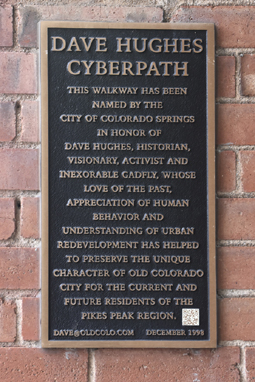 DAVE HUGHES
CYBERPATH
THIS WALKWAY HAS BEEN
NAMED BY THE
CITY OF COLORADO SPRINGS
IN HONOR OF
DAVE HUGHES, HISTORIAN,
VISIONARY, ACTIVIST AND
INEXORABLE GADFLY, WHOSE
LOVE OF THE PAST,
APPRECIATION OF HUMAN
BEHAVIOR AND
UNDERSTANDING OF URBAN
REDEVELOPMENT HAS HELPED
TO PRESERVE THE UNIQUE
CHARACTER OF OLD COLORADO
CITY FOR THE CURRENT AND
FUTURE RESIDENTS OF THE
PIKES PEAK REGION.
DAVE@OLDCOLO.COM DECEMBER 1998